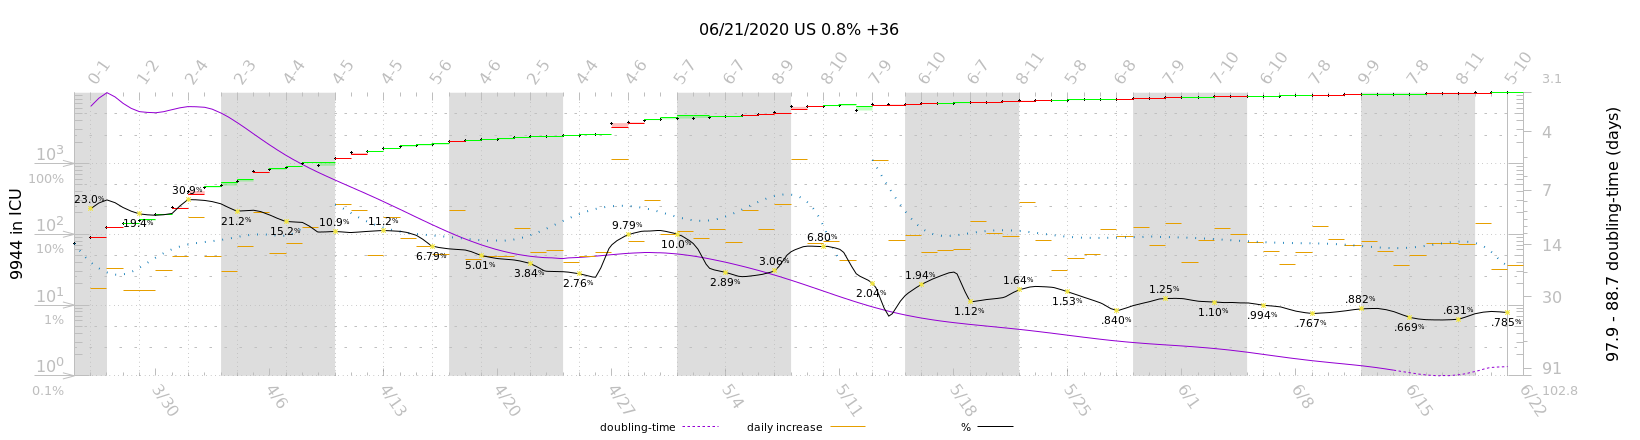 06/21/2020 US 0.8% +36
0-1 1-2 2-4 2-3 4-4 4-5 4-5 5-6 4-6 2-5 4-4 4-6 5-7 6-7 8-9 8-10 7-9 6-10 6-7 8-11 5-8 6-8 7-9 7-10 6-10 7-8 9-9 7-8 8-11 5-10
9944 in ICU
10³
100%
10²
10%
10¹
1%
10⁰
0.1%
23.0% 19.4% 30.9% 21.2% 15.2% 10.9% 11.2% 6.79% 5.01% 3.84% 2.76% 9.79% 10.0% 2.89% 3.06% 6.80% 2.04% 1.94% 1.12% 1.64% 1.53% .840% 1.25% 1.10% .994% .767% .882% .669% .631% .785%
3.1
4
7
14
30
91
102.8
97.9 - 88.7 doubling-time (days)
3/30 4/6 4/13 4/20 4/27 5/4 5/11 5/18 5/25 6/1 6/8 6/15 6/22
doubling-time daily increase %